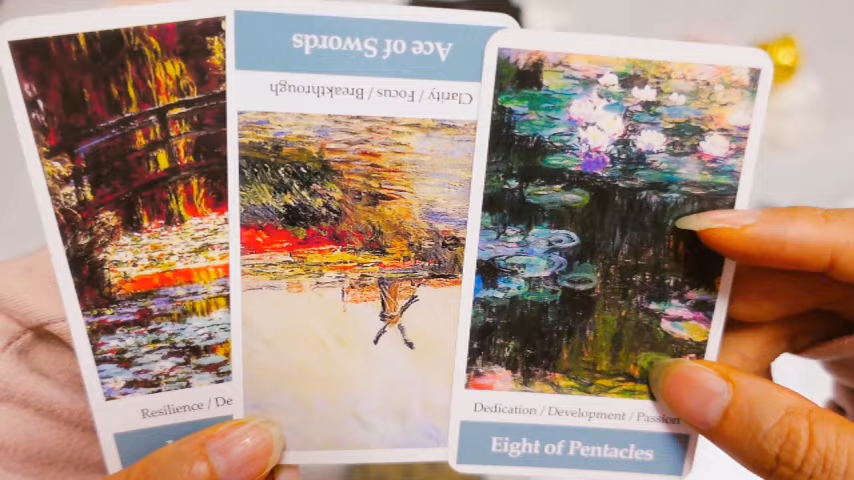 Resilience / De
Ace of Swords
Clarity / Focus / Breakthrough
Dedication / Development / Passion
Eight of Pentacles